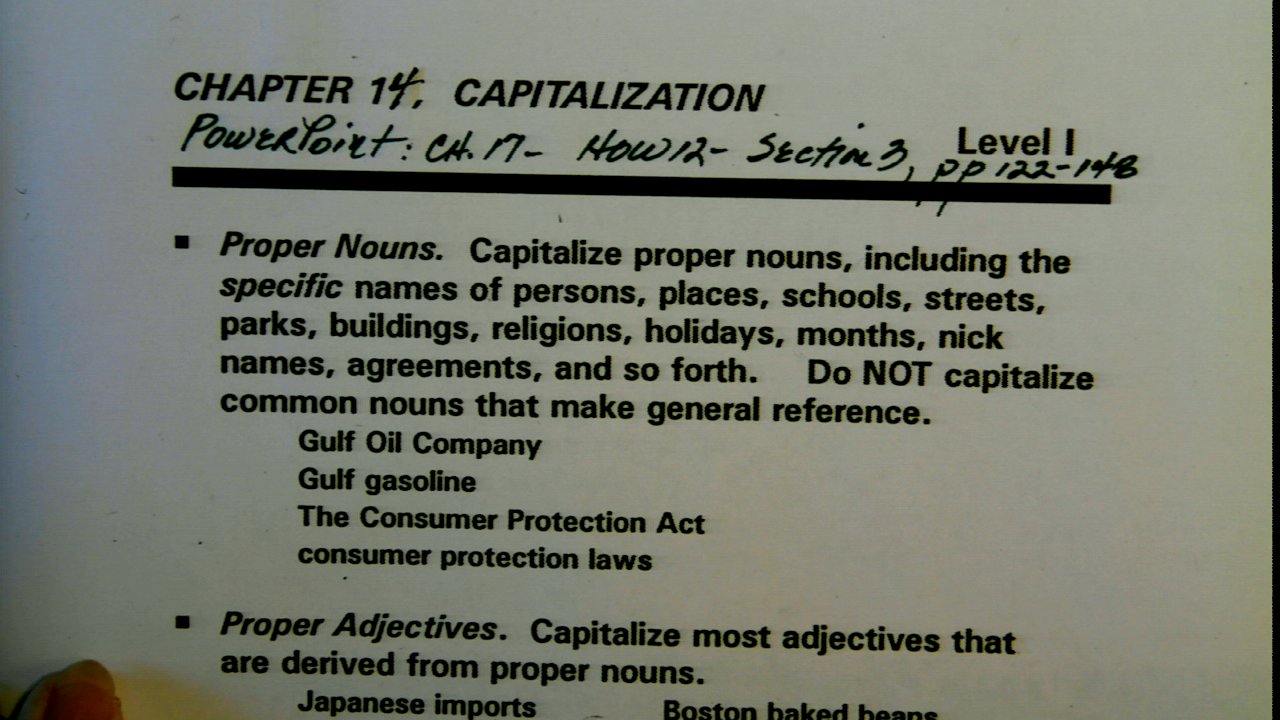 CHAPTER 14, CAPITALIZATION
PowerPoint: CH. 17- HOW12- Section 3, pp 122-148
Level I
▪ Proper Nouns. Capitalize proper nouns, including the
specific names of persons, places, schools, streets,
parks, buildings, religions, holidays, months, nick
names, agreements, and so forth. Do NOT capitalize
common nouns that make general reference.
Gulf Oil Company
Gulf gasoline
The Consumer Protection Act
consumer protection laws
▪ Proper Adjectives. Capitalize most adjectives that
are derived from proper nouns.
Japanese imports Boston baked beans